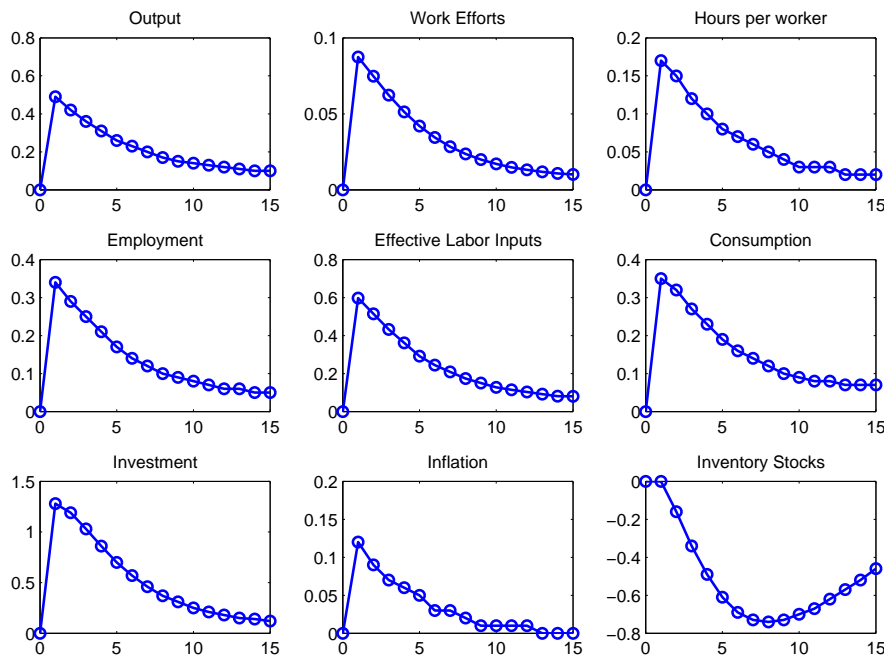 Output
0.8
0.6
0.4
0.2
0
0 5 10 15
Work Efforts
0.1
0.05
0
0 5 10 15
Hours per worker
0.2
0.15
0.1
0.05
0
0 5 10 15
Employment
0.4
0.3
0.2
0.1
0
0 5 10 15
Effective Labor Inputs
0.8
0.6
0.4
0.2
0
0 5 10 15
Consumption
0.4
0.3
0.2
0.1
0
0 5 10 15
Investment
1.5
1
0.5
0
0 5 10 15
Inflation
0.2
0.15
0.1
0.05
0
0 5 10 15
Inventory Stocks
0
−0.2
−0.4
−0.6
−0.8
0 5 10 15